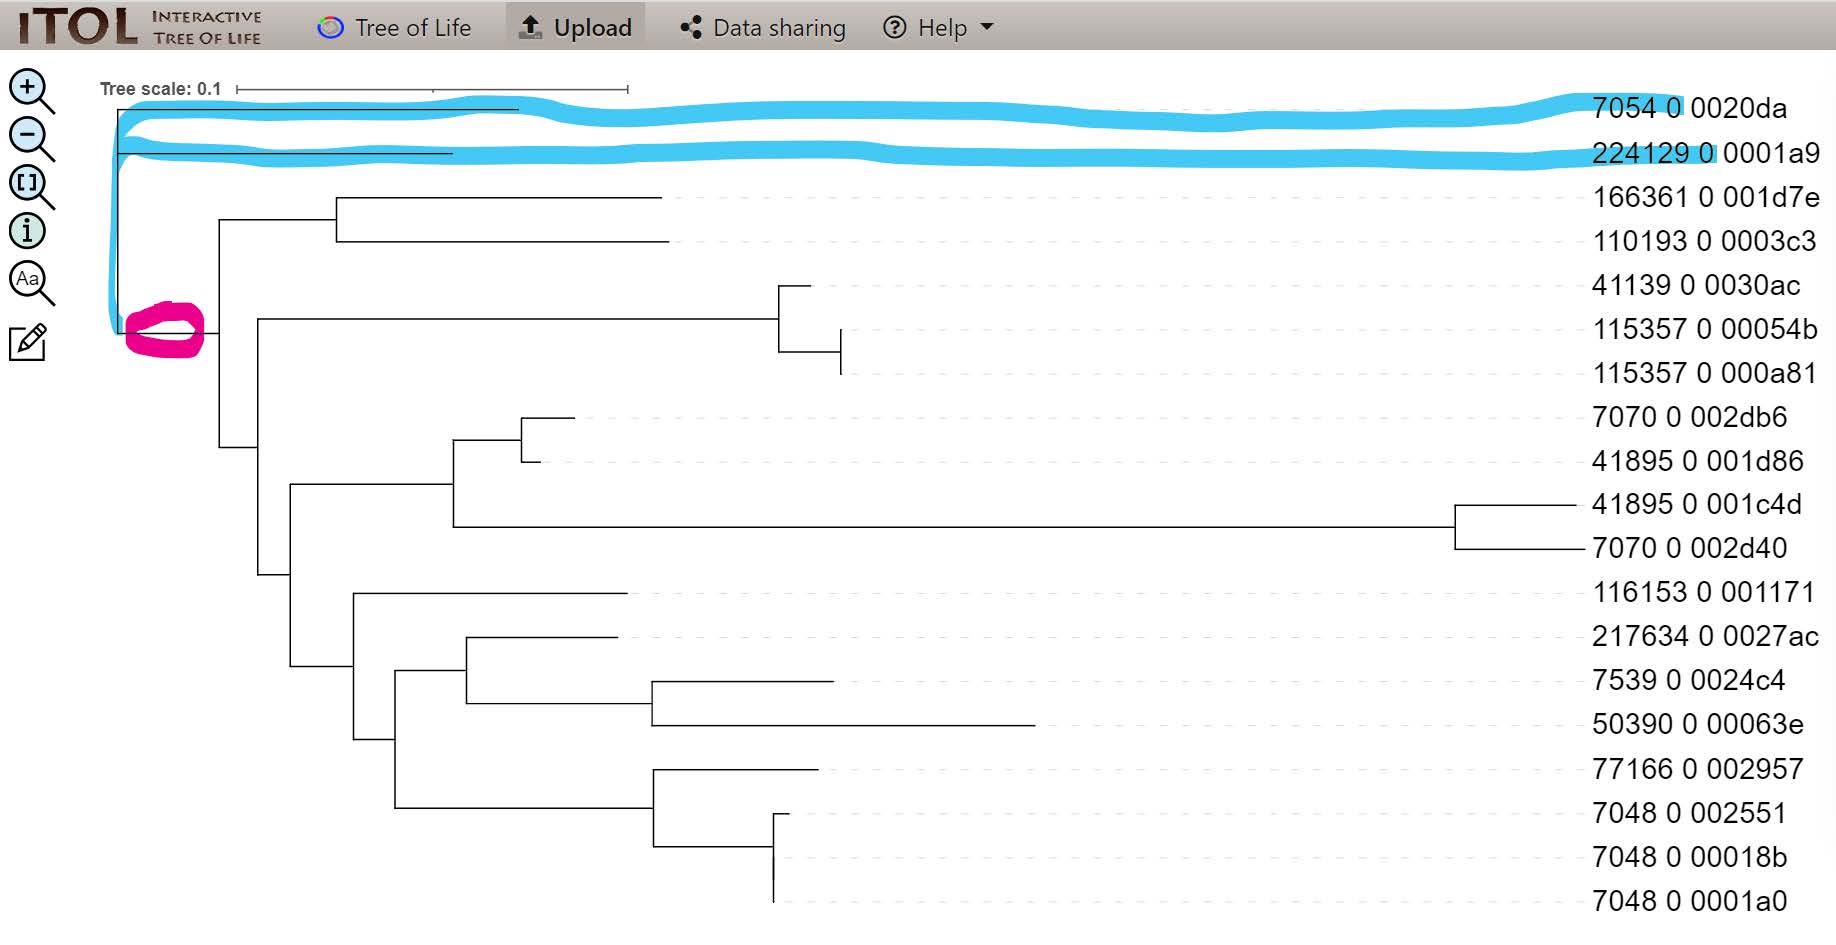 iTOL INTERACTIVE TREE OF LIFE Tree of Life Upload Data sharing Help
Tree scale: 0.1
7054 0 0020da
224129 0 0001a9
166361 0 001d7e
110193 0 0003c3
41139 0 0030ac
115357 0 00054b
115357 0 000a81
7070 0 002db6
41895 0 001d86
41895 0 001c4d
7070 0 002d40
116153 0 001171
217634 0 0027ac
7539 0 0024c4
50390 0 00063e
77166 0 002957
7048 0 002551
7048 0 00018b
7048 0 0001a0
Aa